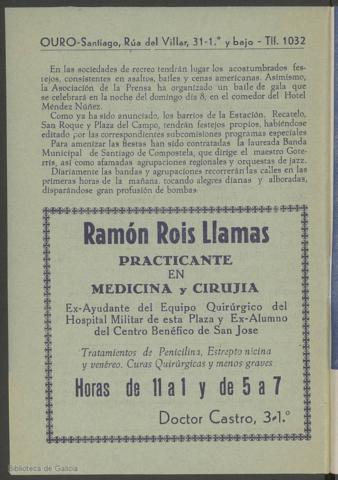 OURO-Santiago, Rúa del Villar, 31-1.º y bajo - Tlf. 1032
En las sociedades de recreo tendrán lugar los acostumbrados fes-
tejos, consistentes en asaltos, bailes y cenas americanas. Asimismo,
la Asociación de la Prensa ha organizado un baile de gala que
se celebrará en la noche del domingo día 8, en el comedor del Hotel
Méndez Núñez.
Como ya ha sido anunciado, los barrios de la Estación, Recatelo,
San Roque y Plaza del Campo, tendrán festejos propios, habiéndose
editado por las correspondientes subcomisiones programas especiales
Para amenizar las fiestas han sido contratadas la laureada Banda
Municipal de Santiago de Compostela, que dirige el maestro Gote-
rris, así como afamadas agrupaciones regionales y orquestas de jazz.
Diariamente las bandas y agrupaciones recorrerán las calles en las
primeras horas de la mañana, tocando alegres dianas y alboradas,
disparándose gran profusión de bombas
Ramón Rois Llamas
PRACTICANTE
EN
MEDICINA y CIRUJIA
Ex-Ayudante del Equipo Quirúrgico del
Hospital Militar de esta Plaza y Ex-Alumno
del Centro Benéfico de San Jose
Tratamientos de Penicilina, Estrepto nicina
y venéreo. Curas Quirúrgicas y menos graves
Horas de 11 a 1 y de 5 a 7
Doctor Castro, 3-1.º
Biblioteca de Galicia